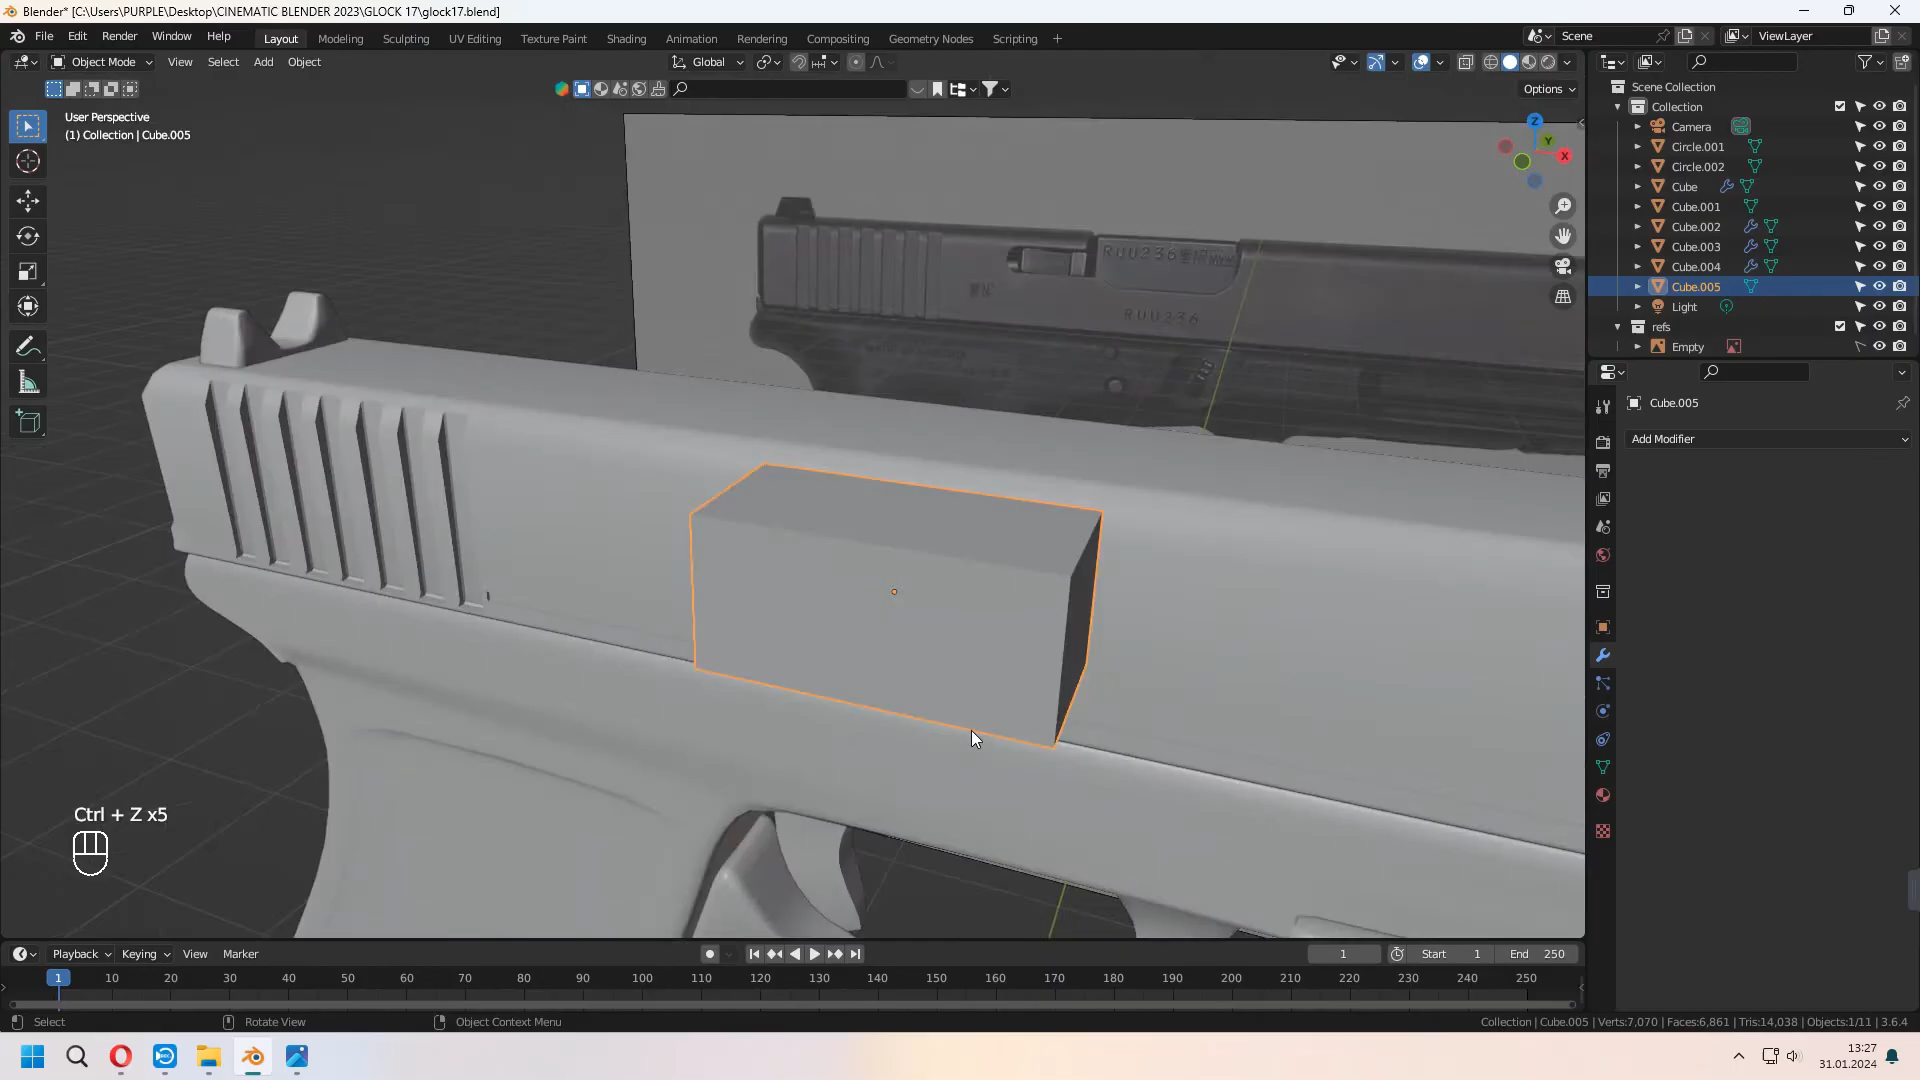 Blender* [C:\Users\PURPLE\Desktop\CINEMATIC BLENDER 2023\GLOCK 17\glock17.blend]
File Edit Render Window Help Layout Modeling Sculpting UV Editing Texture Paint Shading Animation Rendering Compositing Geometry Nodes Scripting + Scene ViewLayer
Object Mode View Select Add Object Global
Options
User Perspective
(1) Collection | Cube.005
Z
Y
X
RUU236
RUU236
Scene Collection
Collection
Camera
Circle.001
Circle.002
Cube
Cube.001
Cube.002
Cube.003
Cube.004
Cube.005
Light
refs
Empty
Cube.005
Add Modifier
Ctrl + Z x5
Playback Keying View Marker 1 Start 1 End 250
1 10 20 30 40 50 60 70 80 90 100 110 120 130 140 150 160 170 180 190 200 210 220 230 240 250
Select Rotate View Object Context Menu Collection | Cube.005 | Verts:7,070 | Faces:6,861 | Tris:14,038 | Objects:1/11 | 3.6.4
13:27
31.01.2024